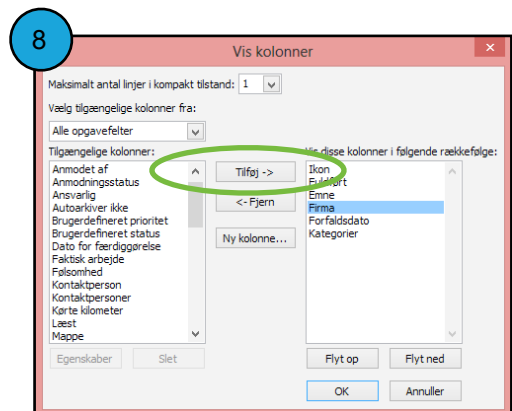 8
Vis kolonner
Maksimalt antal linjer i kompakt tilstand: 1
Vælg tilgængelige kolonner fra:
Alle opgavefelter
Tilgængelige kolonner:
Anmodet af
Anmodningsstatus
Ansvarlig
Autoarkiver ikke
Brugerdefineret prioritet
Brugerdefineret status
Dato for færdiggørelse
Faktisk arbejde
Følsomhed
Kontaktperson
Kontaktpersoner
Kørte kilometer
Læst
Mappe
Egenskaber
Slet
Tilføj ->
<- Fjern
Ny kolonne...
Vis disse kolonner i følgende rækkefølge:
Ikon
Fuldført
Emne
Firma
Forfaldsdato
Kategorier
Flyt op
Flyt ned
OK
Annuller